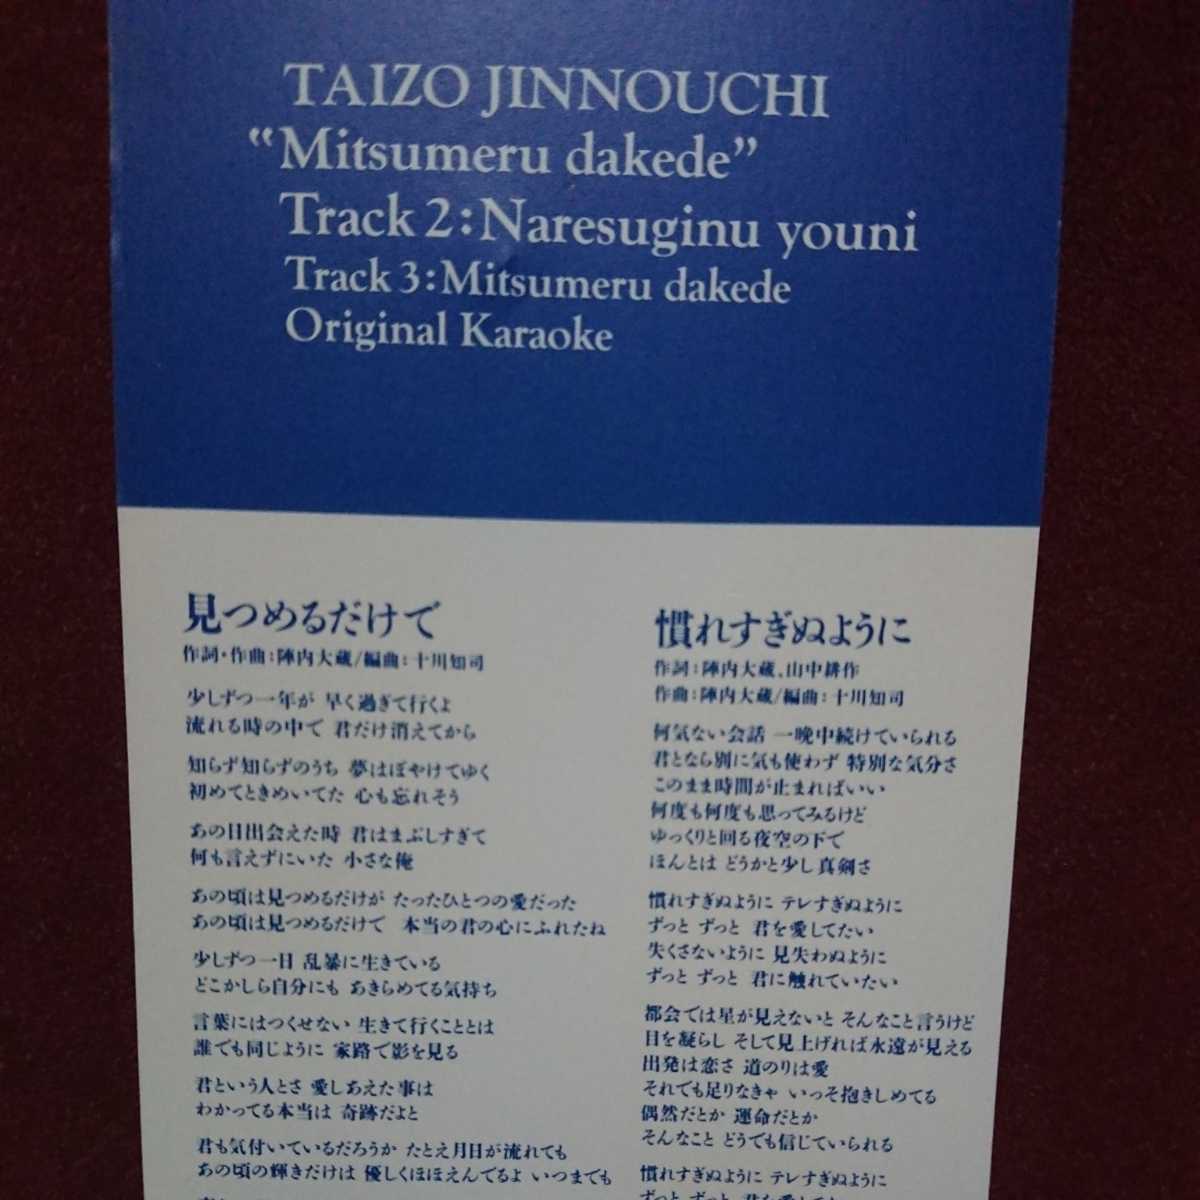 TAIZO JINNOUCHI
“Mitsumeru dakede”
Track 2:Naresuginu youni
Track 3:Mitsumeru dakede
Original Karaoke
見つめるだけで
作詞・作曲:陣内大蔵/編曲:十川知司
少しずつ一年が 早く過ぎて行くよ
流れる時の中で 君だけ消えてから
知らず知らずのうち 夢はぼやけてゆく
初めてときめいてた 心も忘れそう
あの日出会えた時 君はまぶしすぎて
何も言えずにいた 小さな俺
あの頃は見つめるだけが たったひとつの愛だった
あの頃は見つめるだけで 本当の君の心にふれたね
少しずつ一日 乱暴に生きている
どこかしら自分にも あきらめてる気持ち
言葉にはつくせない 生きて行くこととは
誰でも同じように 家路で影を見る
君という人とさ 愛しあえた事は
わかってる本当は 奇跡だよと
君も気付いているだろうか たとえ月日が流れても
あの頃の輝きだけは 優しくほほえんでるよ いつまでも
慣れすぎぬように
作詞:陣内大蔵、山中耕作
作曲:陣内大蔵/編曲:十川知司
何気ない会話 一晩中続けていられる
君となら別に気も使わず 特別な気分さ
このまま時間が止まればいい
何度も何度も思ってみるけど
ゆっくりと回る夜空の下で
ほんとは どうかと少し真剣さ
慣れすぎぬように テレすぎぬように
ずっと ずっと 君を愛してたい
失くさないように 見失わぬように
ずっと ずっと 君に触れていたい
都会では星が見えないと そんなこと言うけど
目を凝らし そして見上げれば永遠が見える
出発は恋さ 道のりは愛
それでも足りなきゃ いっそ抱きしめてる
偶然だとか 運命だとか
そんなこと どうでも信じていられる
慣れすぎぬように テレすぎぬように